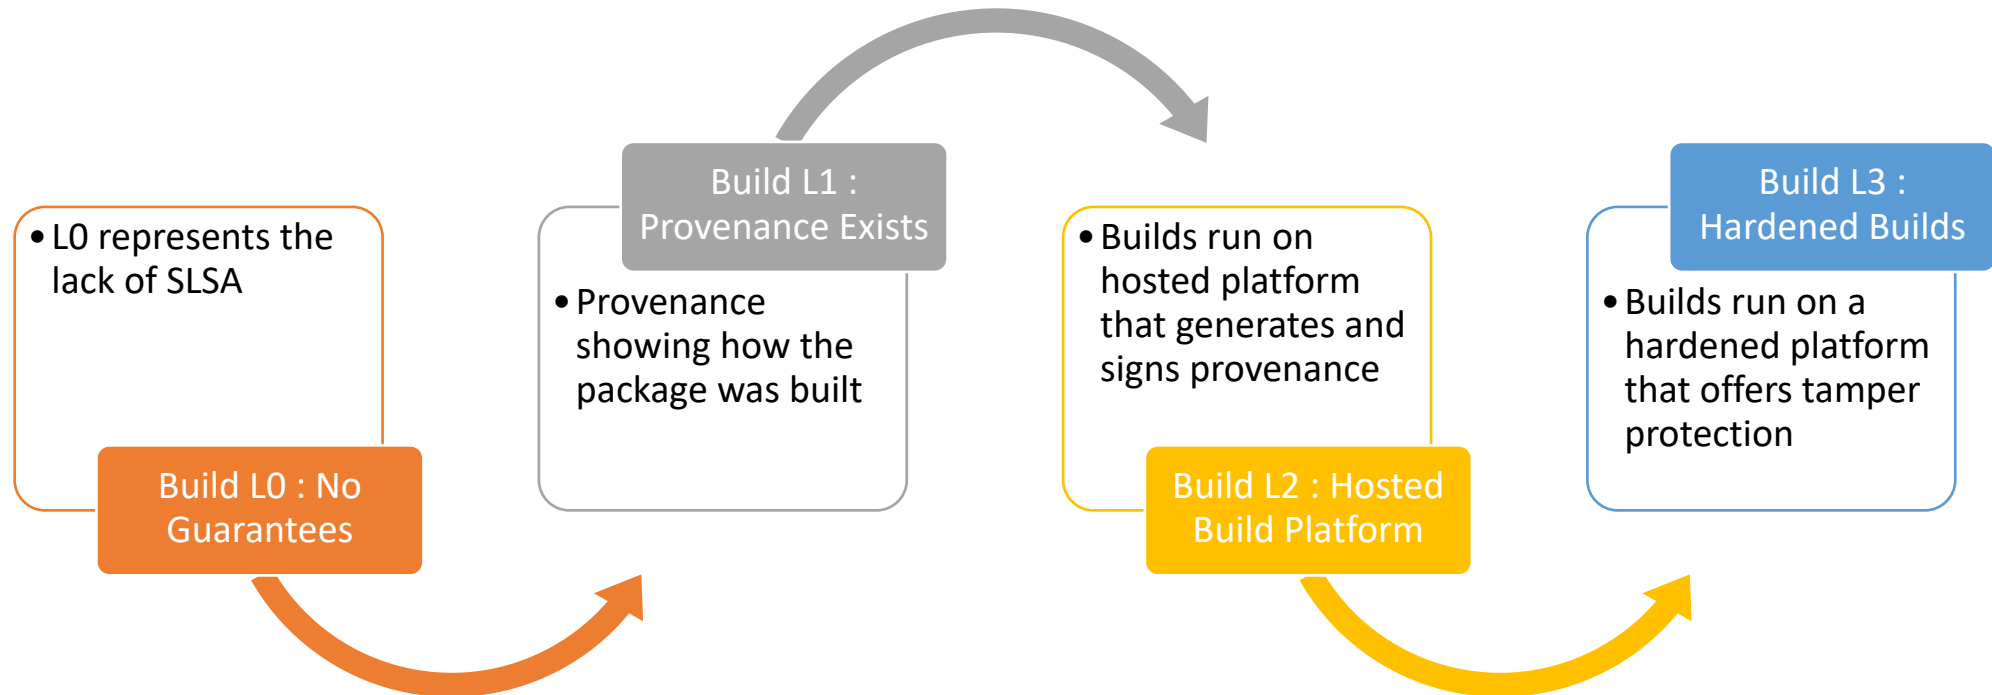 • L0 represents the
lack of SLSA
Build L0 : No
Guarantees
Build L1 :
Provenance Exists
• Provenance
showing how the
package was built
• Builds run on
hosted platform
that generates and
signs provenance
Build L2 : Hosted
Build Platform
Build L3 :
Hardened Builds
• Builds run on a
hardened platform
that offers tamper
protection